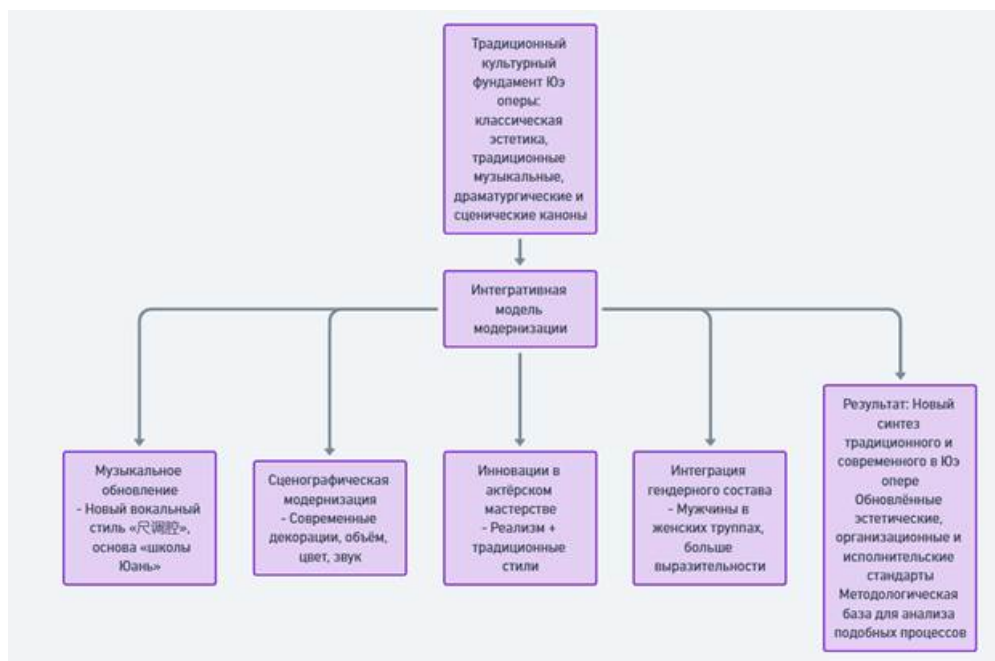 Традиционный
культурный
фундамент Юэ
оперы:
классическая
эстетика,
традиционные
музыкальные,
драматургические и
сценические каноны
Интегративная
модель
модернизации
Музыкальное
обновление
- Новый вокальный
стиль «尺调腔»,
основа «школы
Юань»
Сценографическая
модернизация
- Современные
декорации, объём,
цвет, звук
Инновации в
актёрском
мастерстве
- Реализм +
традиционные
стили
Интеграция
гендерного состава
- Мужчины в
женских труппах,
больше
выразительности
Результат: Новый
синтез
традиционного и
современного в Юэ
опере
Обновлённые
эстетические,
организационные и
исполнительские
стандарты
Методологическая
база для анализа
подобных процессов